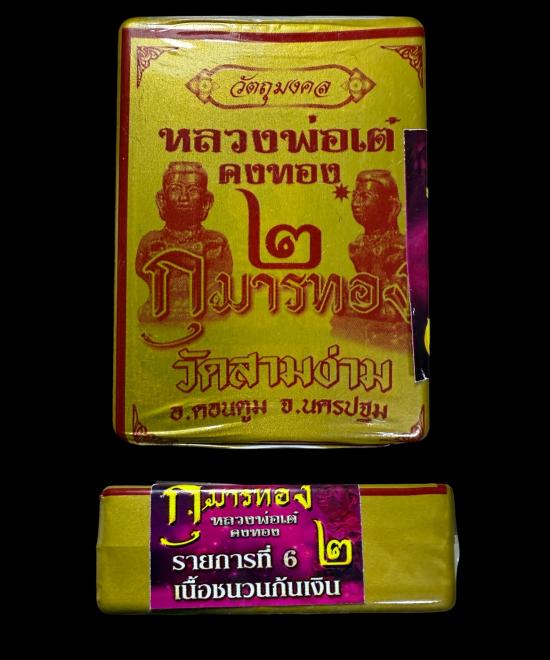 วัตถุมงคล
หลวงพ่อเต๋
คงทอง
๒
กุมารทอง
วัดสามง่าม
อ.ดอนตูม จ.นครปฐม
กุมารทอง
หลวงพ่อเต๋
คงทอง
๒
รายการที่ 6
เนื้อชนวนก้นเงิน